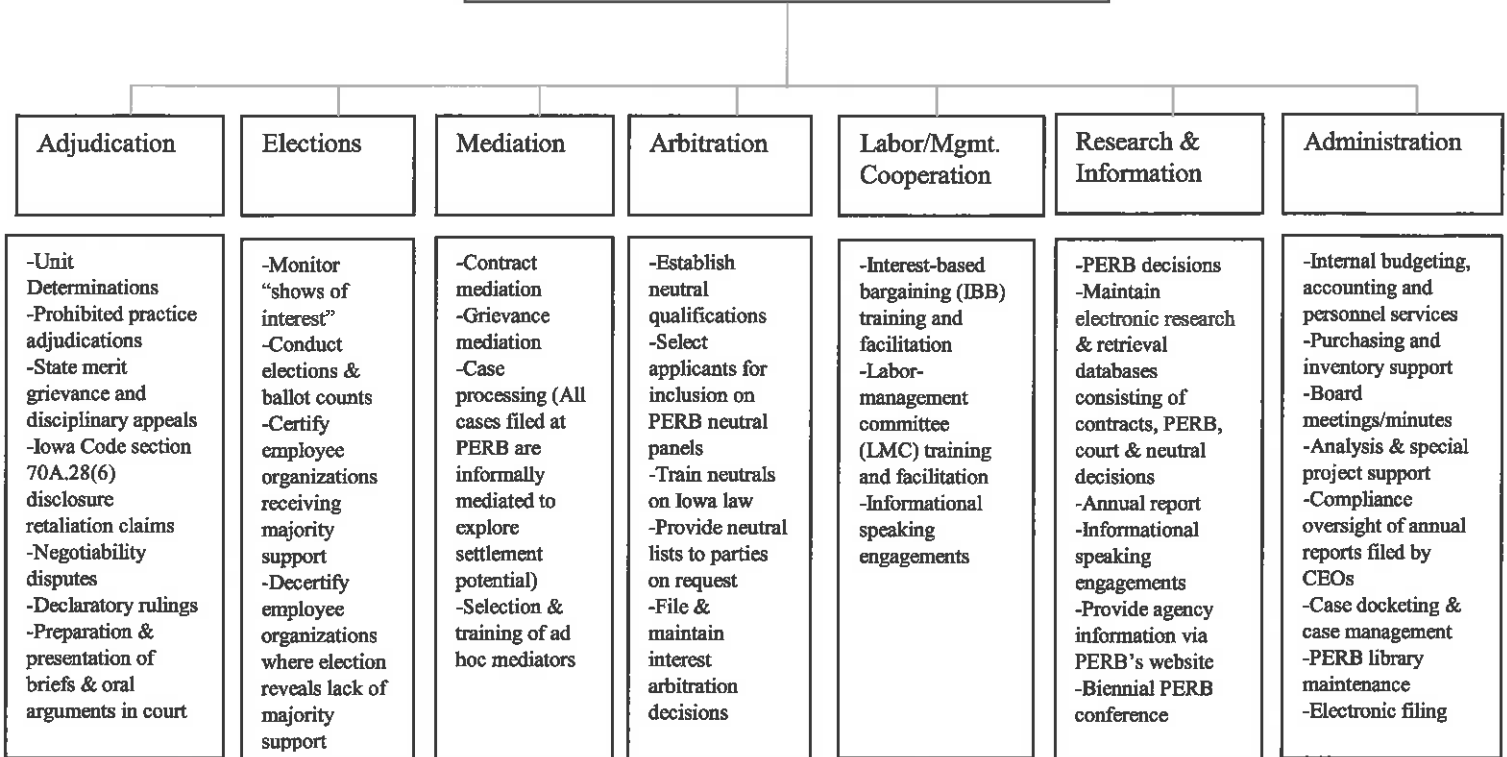 Adjudication
Elections
Mediation
Arbitration
Labor/Mgmt.
Cooperation
Research &
Information
Administration
-Unit
Determinations
-Prohibited practice
adjudications
-State merit
grievance and
disciplinary appeals
-Iowa Code section
70A.28(6)
disclosure
retaliation claims
-Negotiability
disputes
-Declaratory rulings
-Preparation &
presentation of
briefs & oral
arguments in court
-Monitor
“shows of
interest”
-Conduct
elections &
ballot counts
-Certify
employee
organizations
receiving
majority
support
-Decertify
employee
organizations
where election
reveals lack of
majority
support
-Contract
mediation
-Grievance
mediation
-Case
processing (All
cases filed at
PERB are
informally
mediated to
explore
settlement
potential)
-Selection &
training of ad
hoc mediators
-Establish
neutral
qualifications
-Select
applicants for
inclusion on
PERB neutral
panels
-Train neutrals
on Iowa law
-Provide neutral
lists to parties
on request
-File &
maintain
interest
arbitration
decisions
-Interest-based
bargaining (IBB)
training and
facilitation
-Labor-
management
committee
(LMC) training
and facilitation
-Informational
speaking
engagements
-PERB decisions
-Maintain
electronic research
& retrieval
databases
consisting of
contracts, PERB,
court & neutral
decisions
-Annual report
-Informational
speaking
engagements
-Provide agency
information via
PERB's website
-Biennial PERB
conference
-Internal budgeting,
accounting and
personnel services
-Purchasing and
inventory support
-Board
meetings/minutes
-Analysis & special
project support
-Compliance
oversight of annual
reports filed by
CEOs
-Case docketing &
case management
-PERB library
maintenance
-Electronic filing